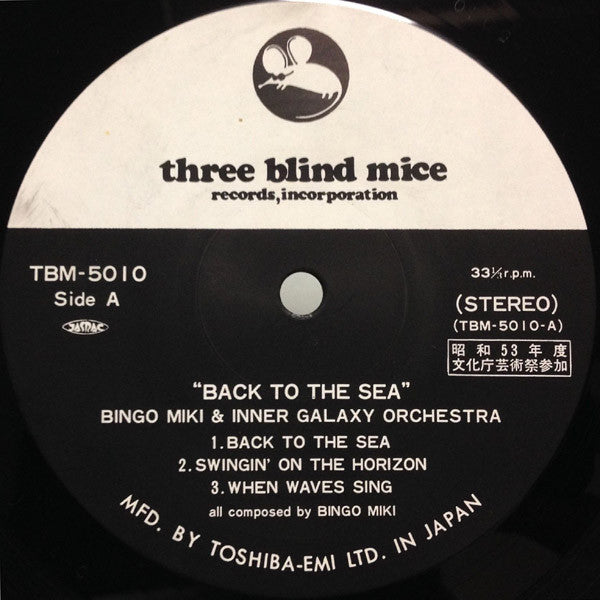 three blind mice
records, incorporation
TBM-5010
Side A
JASRAC
33⅓ r.p.m.
(STEREO)
(TBM-5010-A)
昭和53年度
文化庁芸術祭参加
"BACK TO THE SEA"
BINGO MIKI & INNER GALAXY ORCHESTRA
1. BACK TO THE SEA
2. SWINGIN' ON THE HORIZON
3. WHEN WAVES SING
all composed by BINGO MIKI
MFD. BY TOSHIBA-EMI LTD. IN JAPAN